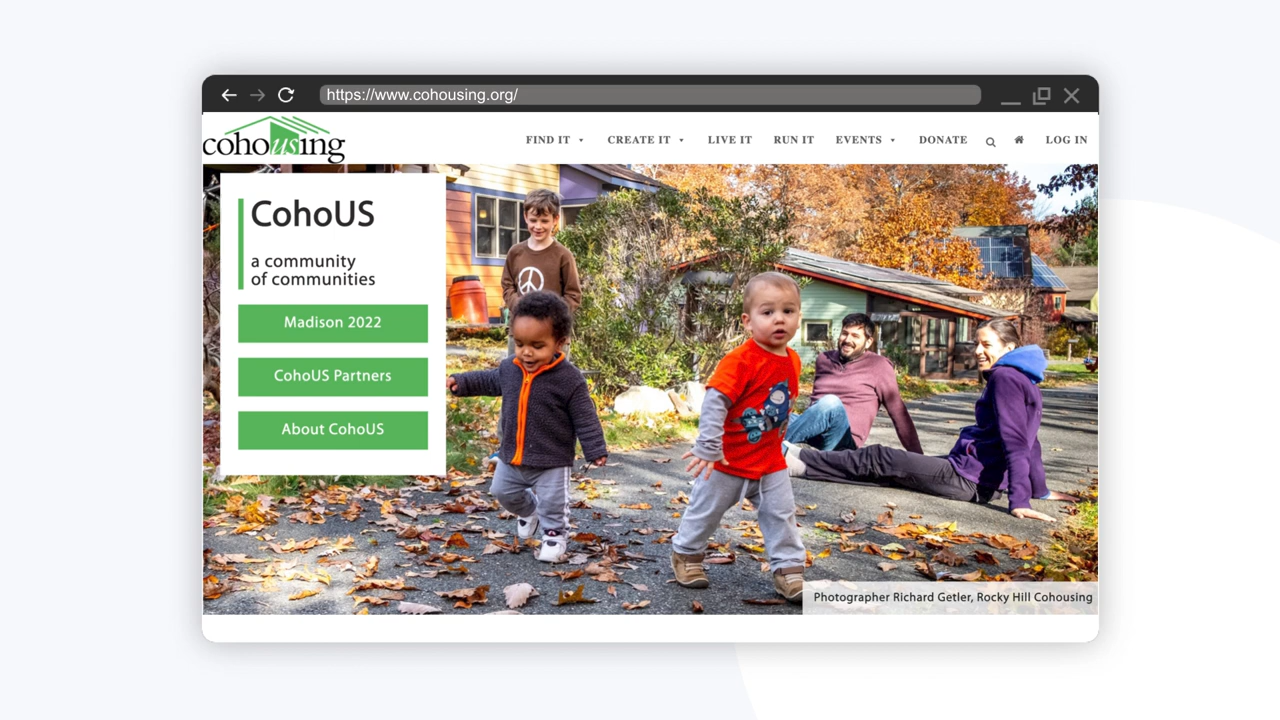 https://www.cohousing.org/
cohousing
FIND IT CREATE IT LIVE IT RUN IT EVENTS DONATE LOG IN
CohoUS
a community
of communities
Madison 2022
CohoUS Partners
About CohoUS
Photographer Richard Getler, Rocky Hill Cohousing